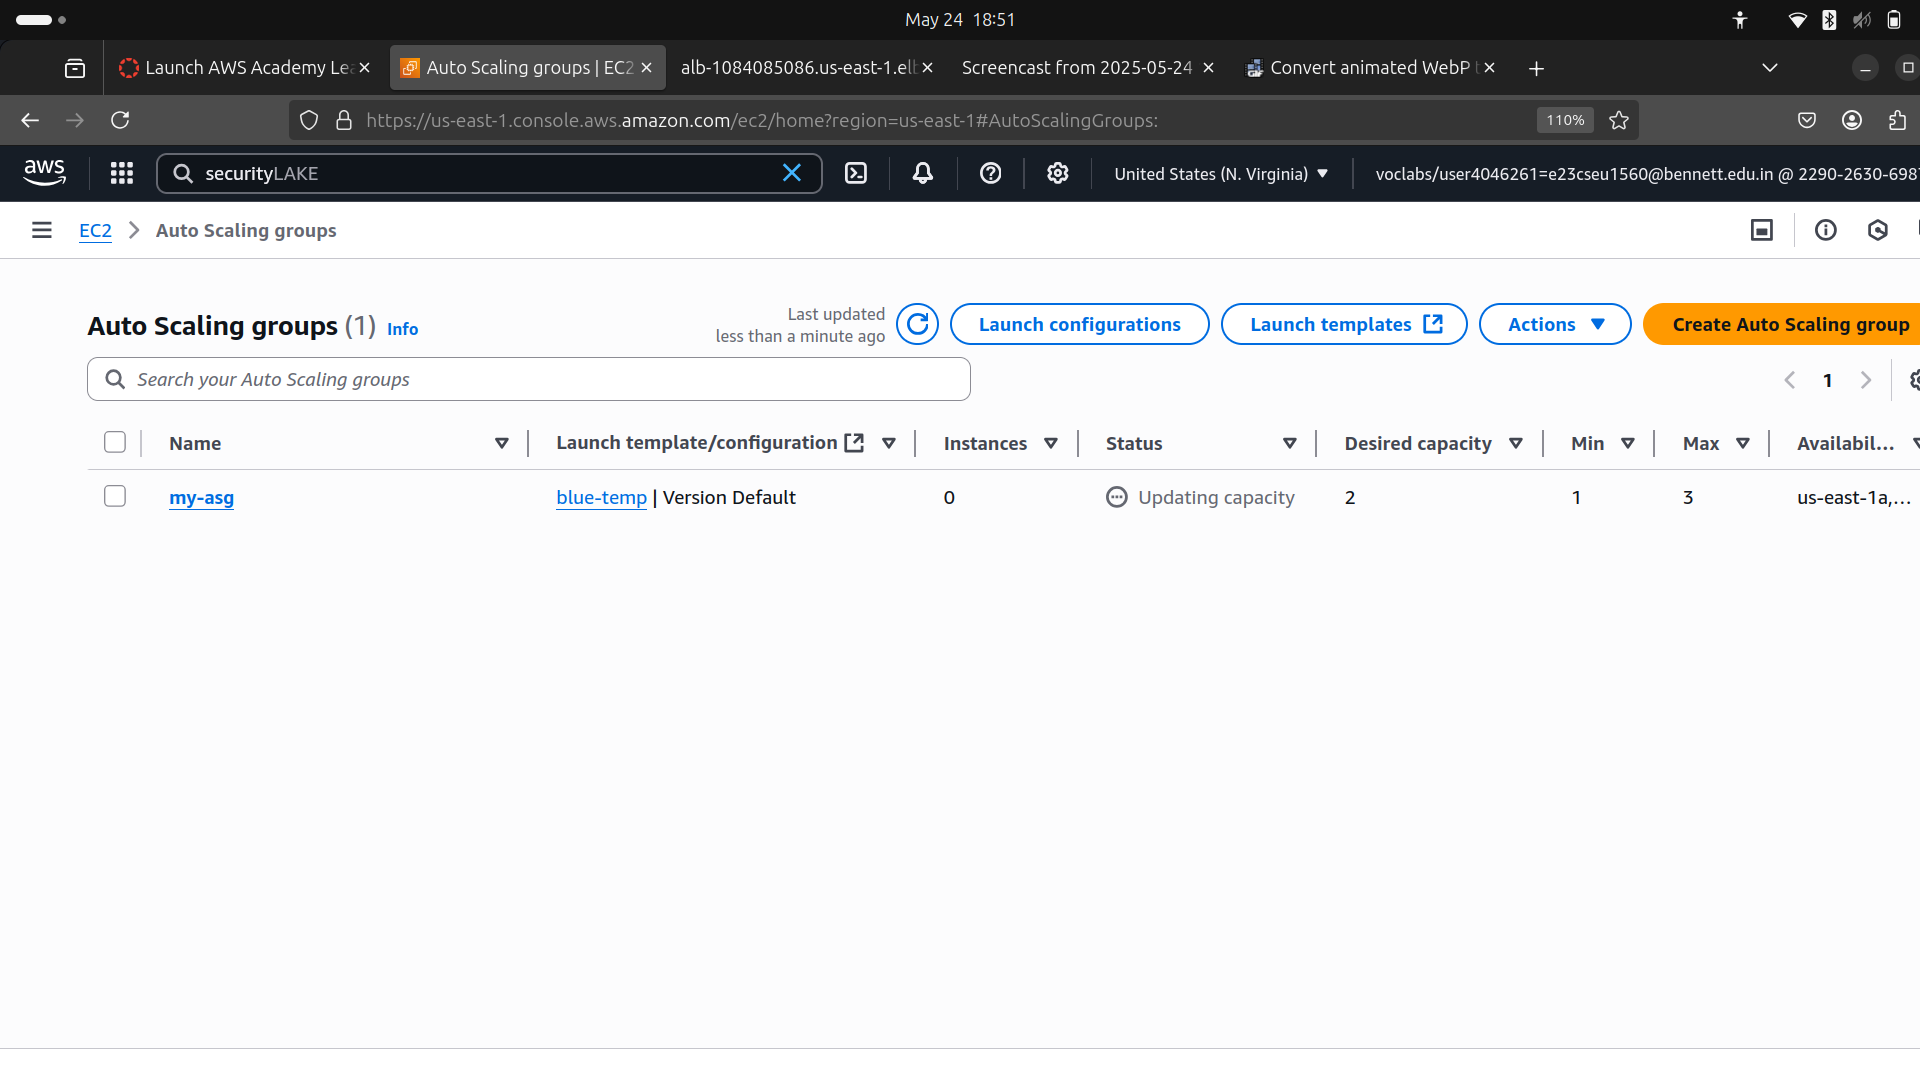 May 24 18:51
Launch AWS Academy Le
Auto Scaling groups | EC2
alb-1084085086.us-east-1.elb
Screencast from 2025-05-24
Convert animated WebP t
https://us-east-1.console.aws.amazon.com/ec2/home?region=us-east-1#AutoScalingGroups:
110%
aws
securityLAKE
United States (N. Virginia)
voclabs/user4046261=e23cseu1560@bennett.edu.in @ 2290-2630-698
EC2
Auto Scaling groups
Auto Scaling groups (1) Info
Last updated
less than a minute ago
Launch configurations
Launch templates
Actions
Create Auto Scaling group
Search your Auto Scaling groups
1
Name Launch template/configuration Instances Status Desired capacity Min Max Availabil...
my-asg blue-temp | Version Default 0 Updating capacity 2 1 3 us-east-1a,...